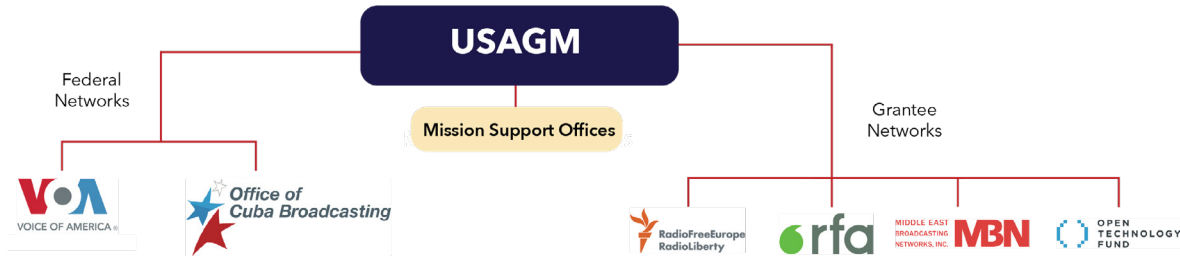 USAGM
Federal
Networks
Mission Support Offices
Grantee
Networks
VOA
VOICE OF AMERICA®
Office of
Cuba Broadcasting
RadioFreeEurope
RadioLiberty
rfa
MIDDLE EAST
BROADCASTING
NETWORKS, INC.
MBN
OPEN
TECHNOLOGY
FUND